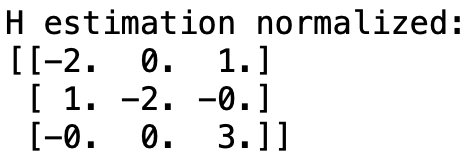 H estimation normalized:
[[-2.  0.  1.]
 [ 1. -2. -0.]
 [-0.  0.  3.]]